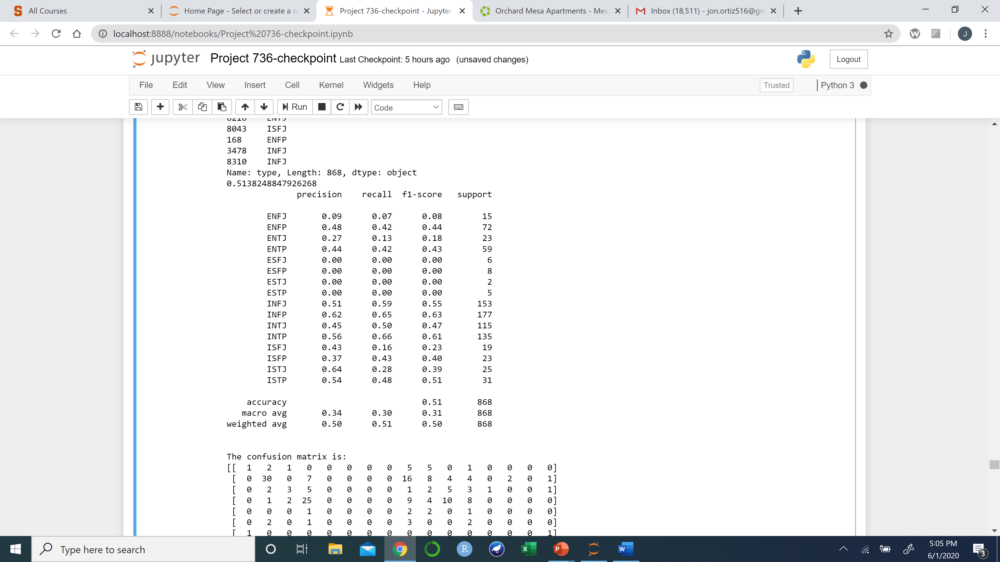 All Courses
Home Page - Select or create a n
Project 736-checkpoint - Jupyter
Orchard Mesa Apartments - Mesa
Inbox (18,511) - jon.ortiz516@gm
localhost:8888/notebooks/Project%20736-checkpoint.ipynb
W
J
jupyter Project 736-checkpoint Last Checkpoint: 5 hours ago (unsaved changes)
Logout
File Edit View Insert Cell Kernel Widgets Help
Trusted
Python 3
Run
Code
6216 ENTJ
8043 ISFJ
168 ENFP
3478 INFJ
8310 INFJ
Name: type, Length: 868, dtype: object
0.5138248847926268
precision recall f1-score support
ENFJ 0.09 0.07 0.08 15
ENFP 0.48 0.42 0.44 72
ENTJ 0.27 0.13 0.18 23
ENTP 0.44 0.42 0.43 59
ESFJ 0.00 0.00 0.00 6
ESFP 0.00 0.00 0.00 8
ESTJ 0.00 0.00 0.00 2
ESTP 0.00 0.00 0.00 5
INFJ 0.51 0.59 0.55 153
INFP 0.62 0.65 0.63 177
INTJ 0.45 0.50 0.47 115
INTP 0.56 0.66 0.61 135
ISFJ 0.43 0.16 0.23 19
ISFP 0.37 0.43 0.40 23
ISTJ 0.64 0.28 0.39 25
ISTP 0.54 0.48 0.51 31
accuracy 0.51 868
macro avg 0.34 0.30 0.31 868
weighted avg 0.50 0.51 0.50 868
The confusion matrix is:
[[ 1 2 1 0 0 0 0 0 5 5 0 1 0 0 0 0]
[ 0 30 0 7 0 0 0 0 16 8 4 4 0 2 0 1]
[ 0 2 3 5 0 0 0 0 1 2 5 3 1 0 0 1]
[ 0 1 2 25 0 0 0 0 9 4 10 8 0 0 0 0]
[ 0 0 0 1 0 0 0 0 2 2 0 1 0 0 0 0]
[ 0 2 0 1 0 0 0 0 3 0 0 2 0 0 0 0]
[ 1 0 0 0 0 0 0 0 0 0 0 0 0 0 0 1]
Type here to search
R
X
P
W
5:05 PM
6/1/2020
3